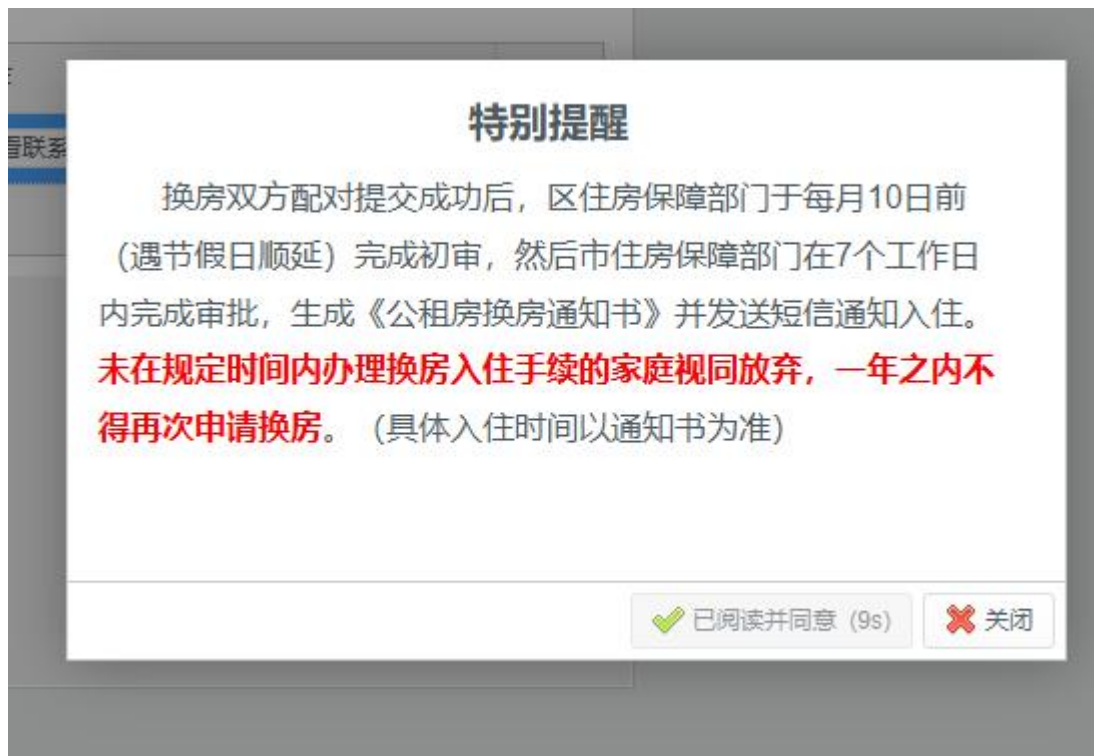 看联系
特别提醒
换房双方配对提交成功后，区住房保障部门于每月10日前
（遇节假日顺延）完成初审，然后市住房保障部门在7个工作日
内完成审批，生成《公租房换房通知书》并发送短信通知入住。
未在规定时间内办理换房入住手续的家庭视同放弃，一年之内不
得再次申请换房。（具体入住时间以通知书为准）
已阅读并同意 (9s)
关闭